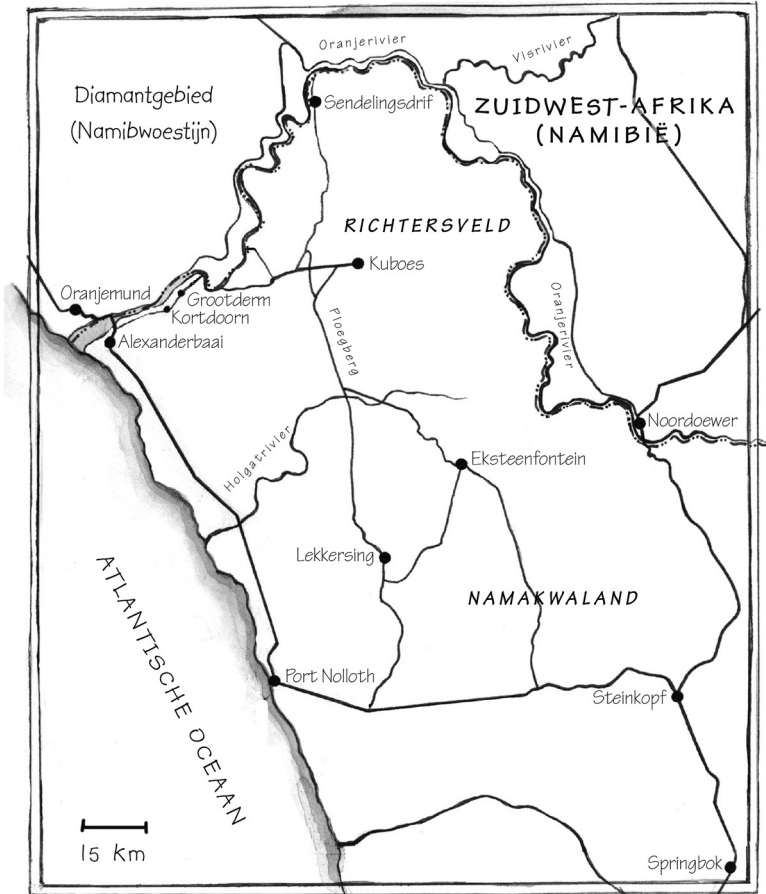 Oranjerivier
Visrivier
Diamantgebied
(Namibwoestijn)
Sendelingsdrif
ZUIDWEST-AFRIKA
(NAMIBIË)
RICHTERSVELD
Kuboes
Oranjemund
Grootderm
Kortdoorn
Alexanderbaai
Ploegberg
Oranjerivier
Noordoewer
Holgatrivier
Eksteenfontein
Lekkersing
NAMAKWALAND
ATLANTISCHE OCEAAN
Port Nolloth
Steinkopf
15 Km
Springbok